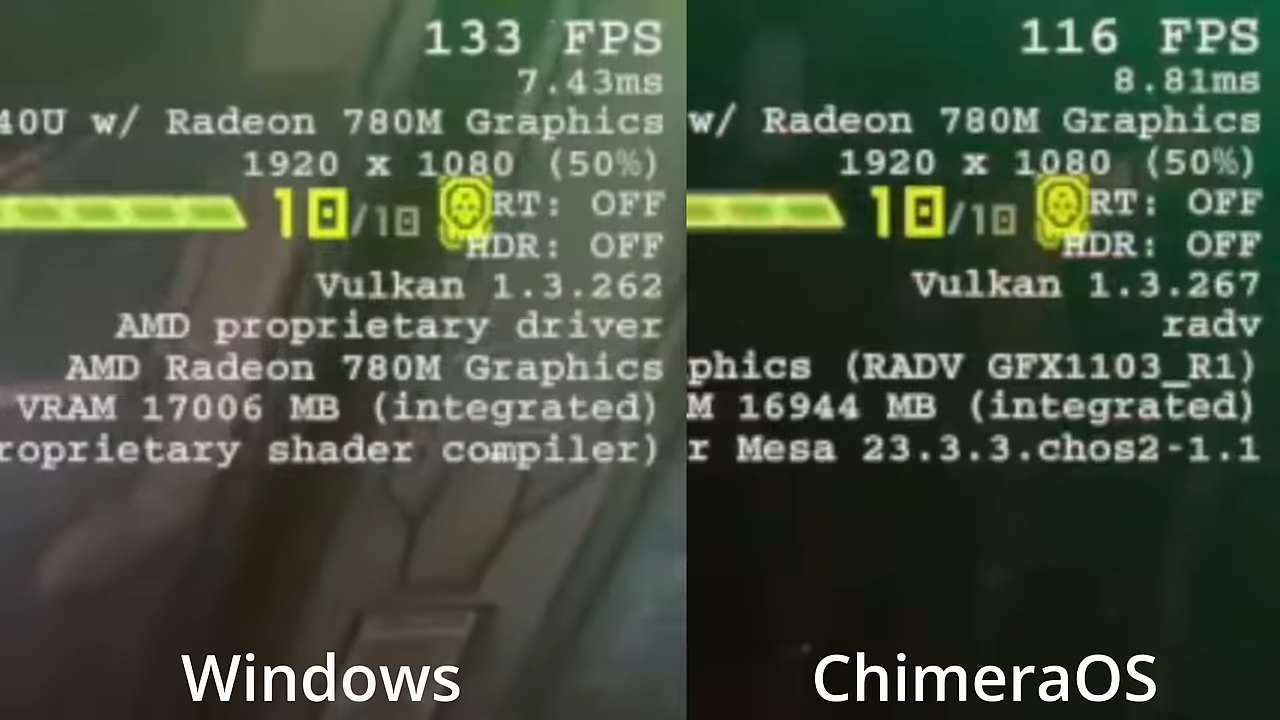 133 FPS
7.43ms
40U w/ Radeon 780M Graphics
1920 x 1080 (50%)
10/10
RT: OFF
HDR: OFF
Vulkan 1.3.262
AMD proprietary driver
AMD Radeon 780M Graphics
VRAM 17006 MB (integrated)
roprietary shader compiler)
Windows
116 FPS
8.81ms
w/ Radeon 780M Graphics
1920 x 1080 (50%)
10/10
RT: OFF
HDR: OFF
Vulkan 1.3.267
radv
phics (RADV GFX1103_R1)
M 16944 MB (integrated)
r Mesa 23.3.3.chos2-1.1
ChimeraOS